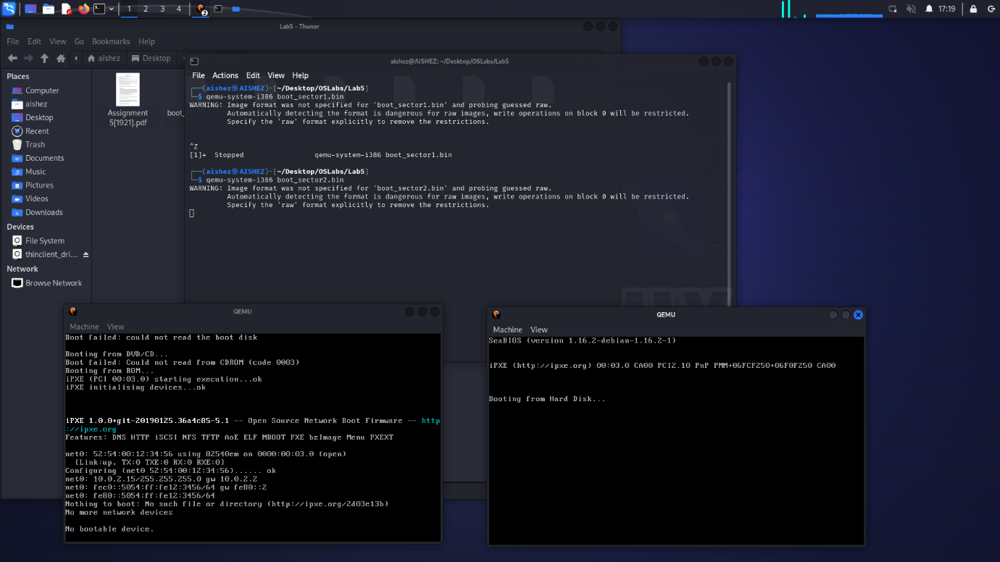 1 2 3 4
2
17:19
Lab5 - Thunar
File Edit View Go Bookmarks Help
aishez Desktop
Places
Computer
aishez
Desktop
Recent
Trash
Documents
Music
Pictures
Videos
Downloads
Devices
File System
thinclient_dri...
Network
Browse Network
Assignment
5[1921].pdf
boot_
aishez@AISHEZ: ~/Desktop/OSLabs/Lab5
File Actions Edit View Help
┌──(aishez㉿AISHEZ)-[~/Desktop/OSLabs/Lab5]
└─$ qemu-system-i386 boot_sector1.bin
WARNING: Image format was not specified for 'boot_sector1.bin' and probing guessed raw.
Automatically detecting the format is dangerous for raw images, write operations on block 0 will be restricted.
Specify the 'raw' format explicitly to remove the restrictions.
^Z
[1]+ Stopped qemu-system-i386 boot_sector1.bin
┌──(aishez㉿AISHEZ)-[~/Desktop/OSLabs/Lab5]
└─$ qemu-system-i386 boot_sector2.bin
WARNING: Image format was not specified for 'boot_sector2.bin' and probing guessed raw.
Automatically detecting the format is dangerous for raw images, write operations on block 0 will be restricted.
Specify the 'raw' format explicitly to remove the restrictions.
QEMU
Machine View
Boot failed: could not read the boot disk
Booting from DVD/CD...
Boot failed: Could not read from CDROM (code 0003)
Booting from ROM...
iPXE (PCI 00:03.0) starting execution...ok
iPXE initialising devices...ok
iPXE 1.0.0+git-20190125.36a4c85-5.1 -- Open Source Network Boot Firmware -- http
://ipxe.org
Features: DNS HTTP iSCSI NFS TFTP AoE ELF MBOOT PXE bzImage Menu PXEXT
net0: 52:54:00:12:34:56 using 82540em on 0000:00:03.0 (open)
[Link:up, TX:0 TXE:0 RX:0 RXE:0]
Configuring (net0 52:54:00:12:34:56)...... ok
net0: 10.0.2.15/255.255.255.0 gw 10.0.2.2
net0: fec0::5054:ff:fe12:3456/64 gw fe80::2
net0: fe80::5054:ff:fe12:3456/64
Nothing to boot: No such file or directory (http://ipxe.org/2d03e13b)
No more network devices
No bootable device.
QEMU
Machine View
SeaBIOS (version 1.16.2-debian-1.16.2-1)
iPXE (http://ipxe.org) 00:03.0 CA00 PCI2.10 PnP PMM+06FCFZ50+06F0FZ50 CA00
Booting from Hard Disk...